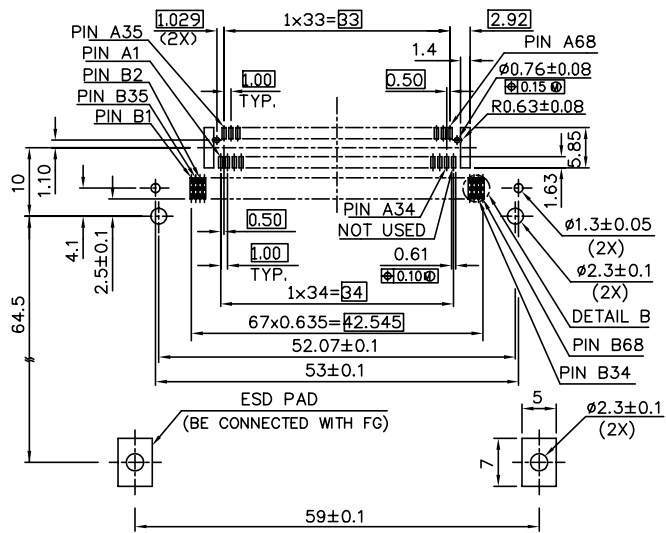 1.029
(2X)
1x33=33
2.92
PIN A35
PIN A1
PIN B2
PIN B35
PIN B1
1.00
TYP.
0.50
1.4
PIN A68
ø0.76±0.08
⌖ 0.15 Ⓜ
R0.63±0.08
10
1.10
5.85
1.63
4.1
2.5±0.1
64.5
0.50
1.00
TYP.
PIN A34
NOT USED
0.61
⌖ 0.10 Ⓜ
1x34=34
67x0.635=42.545
52.07±0.1
53±0.1
ø1.3±0.05
(2X)
ø2.3±0.1
(2X)
DETAIL B
PIN B68
PIN B34
ESD PAD
(BE CONNECTED WITH FG)
5
7
ø2.3±0.1
(2X)
59±0.1